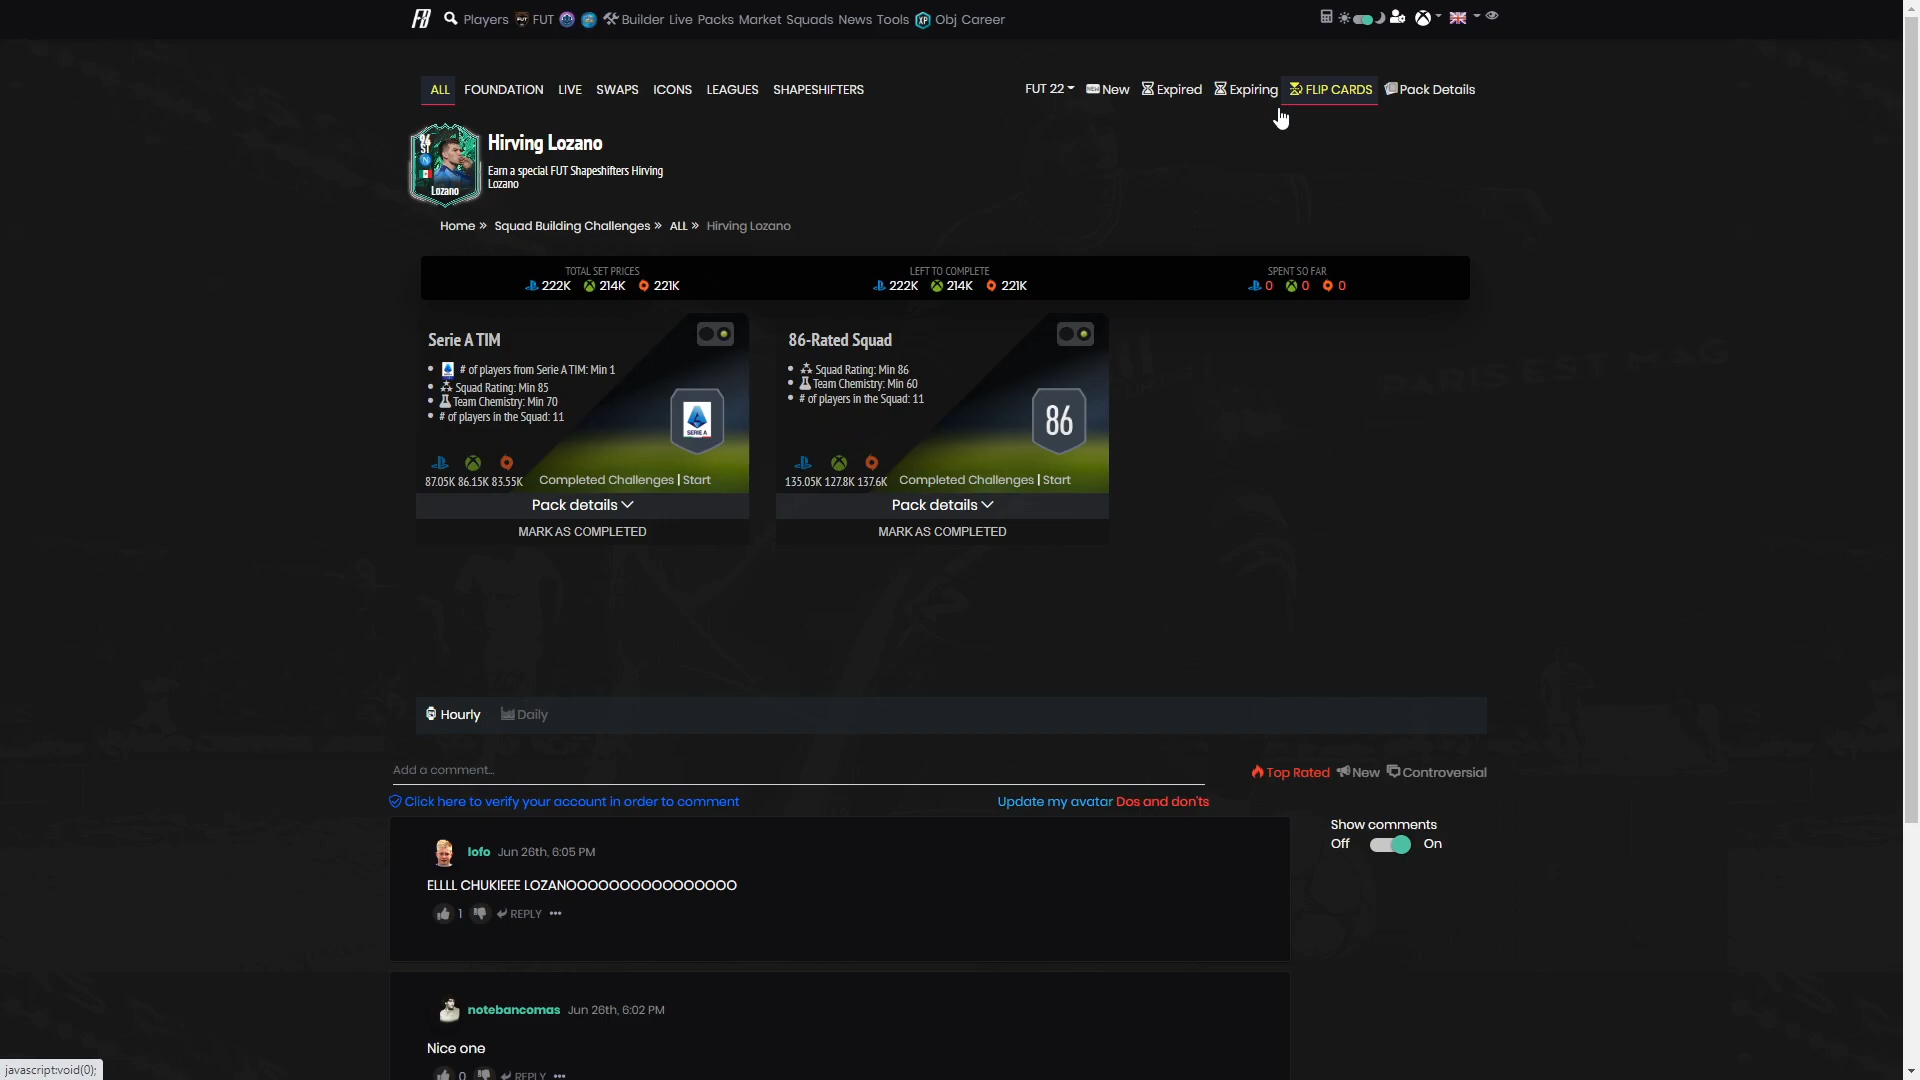 Players FUT Builder Live Packs Market Squads News Tools XP Obj Career
ALL FOUNDATION LIVE SWAPS ICONS LEAGUES SHAPESHIFTERS FUT 22 New Expired Expiring FLIP CARDS Pack Details
96
ST
Lozano
Hirving Lozano
Earn a special FUT Shapeshifters Hirving
Lozano
Home » Squad Building Challenges » ALL » Hirving Lozano
TOTAL SET PRICES
222K 214K 221K
LEFT TO COMPLETE
222K 214K 221K
SPENT SO FAR
0 0 0
Serie A TIM
# of players from Serie A TIM: Min 1
Squad Rating: Min 85
Team Chemistry: Min 70
# of players in the Squad: 11
SERIE A
87.05K 86.15K 83.55K
Completed Challenges | Start
Pack details
MARK AS COMPLETED
86-Rated Squad
Squad Rating: Min 86
Team Chemistry: Min 60
# of players in the Squad: 11
86
135.05K 127.8K 137.6K
Completed Challenges | Start
Pack details
MARK AS COMPLETED
PARIS EST MAG
Hourly Daily
Add a comment...
Top Rated New Controversial
Click here to verify your account in order to comment
Update my avatar Dos and don'ts
Show comments
Off On
lofo Jun 26th, 6:05 PM
ELLLL CHUKIEEE LOZANOOOOOOOOOOOOOOOO
1 REPLY •••
notebancomas Jun 26th, 6:02 PM
Nice one
0 REPLY •••
javascript:void(0);